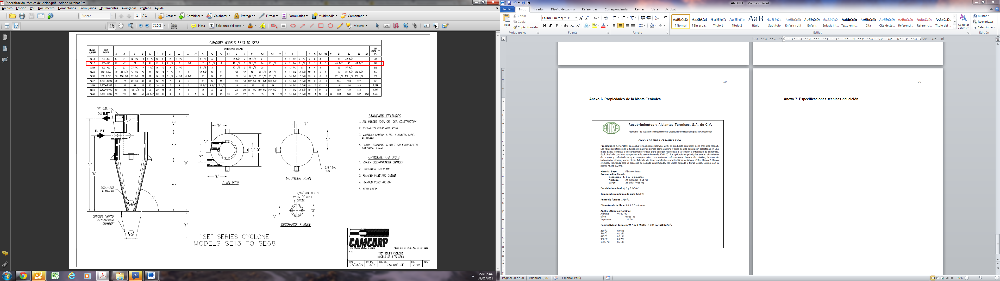 Especificación técnica del ciclón.pdf - Adobe Acrobat Pro
Archivo Edición Ver Documento Comentarios Formularios Herramientas Avanzadas Ventana Ayuda
Buscar 1 / 1 Crear Combinar Colaborar Proteger Firmar Formularios Multimedia Comentario
75.5% Nota Ediciones del texto OK Mostrar
CAMCORP MODELS SE13 TO SE68
MODEL NUMBER CFM RANGE DIMENSIONS (INCHES) EST. INSTALLED WT.
A B C D E F G J1 J2 J3 J4 K1 K2 K3 K4 L M N1 N2 N3 N4 P S T V W1 W2 W3 W4 Z1 Z2 Z3 Z4
SE13 120-300 13 34 15 1/2 10 8 1/2 12 6 2 1 1/2 5 1/2 5 9 1/2 7 24 1/2 24 4 11 1/4 9 1/2 6 2 3 33 32 1/2 81
SE17 200-525 17 47 24 12 11 12 8 2 1/2 2 1 1/2 7 6 1/2 6 11 1/2 8 24 1/2 24 23 1/2 4 11 1/4 9 1/2 6 3 4 5 45 1/2 45 44 1/2 147
SE21 300-750 21 57 23 1/2 17 11 1/2 16 10 3 2 1/2 8 1/2 8 13 1/2 9 38 1/2 38 4 12 1/2 11 8 4 5 55 54 1/2 215
SE30 550-1,500 30 84 1/2 43 1/2 25 16 18 14 4 1/2 4 3 12 1/2 12 11 18 12 66 65 1/2 64 1/2 4 14 1/2 12 5/8 10 5 6 8 82 81 1/2 80 1/2 397
SE36 850-2,250 36 106 1/2 59 1/2 31 19 18 17 5 1/2 4 1/2 3 1/2 15 14 13 21 14 87 1/2 86 1/2 85 1/2 4 14 1/2 12 5/8 10 6 8 10 103 1/2 102 1/2 101 1/2 582
SE42 1,250-3,000 42 127 69 1/2 36 22 18 20 7 6 5 18 17 16 24 16 102 1/2 101 1/2 100 1/2 4 14 1/2 12 5/8 10 6 8 10 124 123 122 773
SE51 1,800-4,500 51 156 89 42 25 20 24 7 6 5 20 1/2 19 1/2 18 1/2 28 18 126 125 124 6 14 1/2 12 5/8 10 10 12 14 151 150 149 1,129
SE60 2,400-6,000 60 186 108 1/2 49 29 20 28 8 7 6 24 23 22 33 20 151 1/2 150 1/2 149 1/2 6 14 1/2 12 5/8 10 12 14 16 180 179 178 1,517
SE68 3,150-8,000 68 216 126 57 33 1/2 20 32 9 8 7 6 27 26 25 24 37 22 176 175 174 173 6 14 1/2 12 5/8 10 14 16 18 20 209 208 207 206 1,658
"W" O.D.
OUTLET
INLET
"E"
"D"
"B"
"C"
"Z"
"N"
TOOL-LESS
CLEAN-OUT
77°
OPTIONAL "VORTEX
DISENGAGEMENT
CHAMBER"
"F"
"M"
"J"
"K"
"G" "A"
"L"
PLAN VIEW
"P"
"R"
5/8" DIA.
HOLES
MOUNTING PLAN
9/16" DIA. HOLES
ON "T" BOLT
CIRCLE
"S"
"V"
DISCHARGE FLANGE
STANDARD FEATURES
1. ALL WELDED 12GA. OR 10GA. CONSTRUCTION
2. TOOL-LESS CLEAN-OUT PORT
3. MATERIAL: CARBON STEEL, STAINLESS STEEL,
ALUMINUM
4. PAINT: STANDARD IS WHITE OR ENVIROGREEN
INDUSTRIAL ENAMEL
OPTIONAL FEATURES
1. VORTEX DISENGAGEMENT CHAMBER
2. STRUCTURAL SUPPORTS
3. FLANGED INLET AND OUTLET
4. FLANGED CONSTRUCTION
5. WEAR LINER
"SE" SERIES CYCLONE
MODELS SE13 TO SE68
CAMCORP
TITLE:
"SE" SERIES CYCLONE
MODELS SE13 TO SE68
DATE: 07/28/99 DRN BY: DOTY DWG. NO.: CYCLONE-SE P.S.: 24=00 REV.:
05:01 p.m.
31/01/2013
ANEXO 1 - Microsoft Word
Archivo Inicio Insertar Diseño de página Referencias Correspondencia Revisar Vista Acrobat
Pegar
Cortar
Copiar
Copiar formato
Portapapeles
Calibri (Cuerpo) 11
Fuente
Párrafo
¶ Normal ¶ Sin espa... Título 1 Título 2 Título Subtítulo Énfasis sutil Énfasis Énfasis int... Texto en n... Cita Cita desta... Referenci... Referenci... Título del ...
Estilos
Cambiar estilos
Buscar
Reemplazar
Seleccionar
Edición
19
Anexo 6. Propiedades de la Manta Cerámica
RATSA
Recubrimientos y Aislantes Térmicos, S.A. de C.V.
Fabricante de Aislantes Termoacústicos y Distribuidor de Materiales para la Construcción
COLCHA DE FIBRA CERAMICA 1260
Propiedades generales: La colcha termoaislante Kaowool 2300 es producida con fibras de la más alta calidad.
Las fibras resultantes de la fusión de materias primas como alúmina y sílice de alta pureza son colectadas en una
malla banda continua y mecánicamente tejidas para agregar resistencia a la tensión e integridad de superficie.
Está diseñada para una temperatura de uso máximo de 1260 °C. Sus aplicaciones principales son en aislamiento
de hornos y calentadores que manejen altas temperaturas, reformadores, hornos de pirólisis, hornos de
tratamiento térmico, entre otros. Además de tener excelentes características acústicas. Color blanco / blanco
cremoso. Fabricada bajo el procesos de soplado-centrifugado, con doble agujado y fibras largas. Cumple con la
norma ASTM-892-93.
Material Base: Fibra cerámica.
Presentación: En rollo
Espesores: 1, 1 ½ , 2 pulgadas
Anchura: 24 pulgadas (0.61 m)
Largo: 25 piés (7.625 m)
Densidad nominal: 4, 6 y 8 lb/pie³
Temperatura máxima de uso: 1260 °C
Punto de fusión: 1760 °C
Diámetro de la fibra: 3.0 a 3.5 micrones
Análisis Químico Nominal:
Alúmina 46-49 %
Sílice 49-55 %
Impurezas 1-2 %
Conductividad térmica, W / m K (ASTM-C-201) a 128 Kg/m³.
260 °C 0.0605
540 °C 0.1250
815 °C 0.2130
980 °C 0.2720
1095 °C 0.3130
20
Anexo 7. Especificaciones técnicas del ciclón
Página: 20 de 20 Palabras: 2,387 Español (Perú) 90%